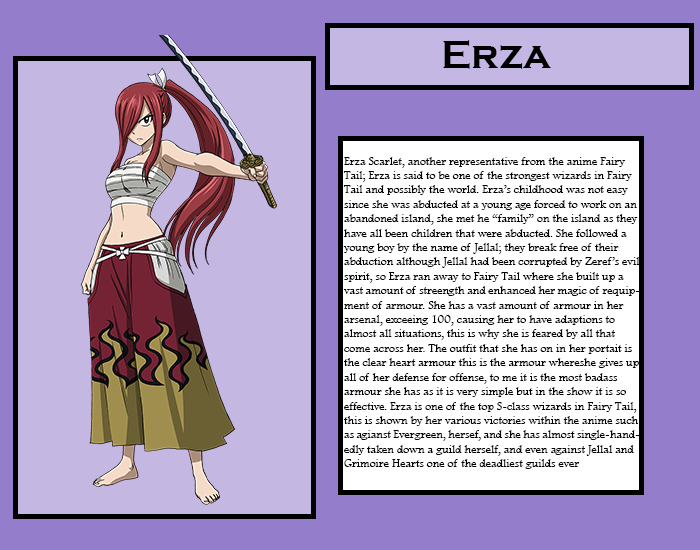 Erza
Erza Scarlet, another representative from the anime Fairy
Tail; Erza is said to be one of the strongest wizards in Fairy
Tail and possibly the world. Erza's childhood was not easy
since she was abducted at a young age forced to work on an
abandoned island, she met he “family” on the island as they
have all been children that were abducted. She followed a
young boy by the name of Jellal; they break free of their
abduction although Jellal had been corrupted by Zeref's evil
spirit, so Erza ran away to Fairy Tail where she built up a
vast amount of streength and enhanced her magic of requip-
ment of armour. She has a vast amount of armour in her
arsenal, exceeing 100, causing her to have adaptions to
almost all situations, this is why she is feared by all that
come across her. The outfit that she has on in her portait is
the clear heart armour this is the armour whereshe gives up
all of her defense for offense, to me it is the most badass
armour she has as it is very simple but in the show it is so
effective. Erza is one of the top S-class wizards in Fairy Tail,
this is shown by her various victories within the anime such
as agianst Evergreen, hersef, and she has almost single-hand-
edly taken down a guild herself, and even against Jellal and
Grimoire Hearts one of the deadliest guilds ever